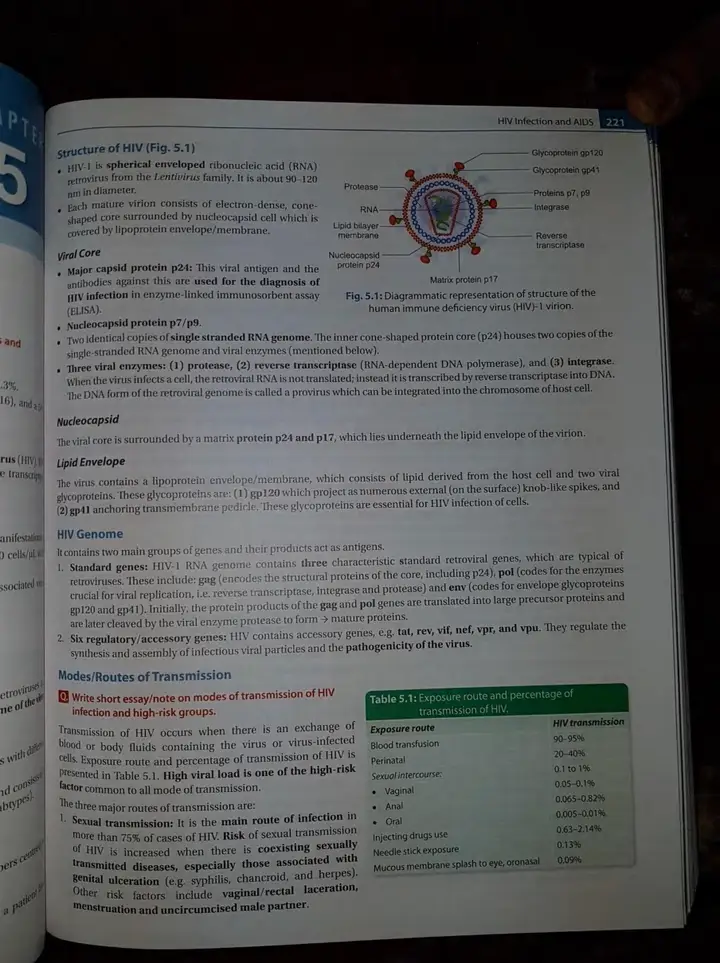 APTER
5
HIV Infection and AIDS 221
Structure of HIV (Fig. 5.1)
• HIV-1 is spherical enveloped ribonucleic acid (RNA)
retrovirus from the Lentivirus family. It is about 90–120
nm in diameter.
• Each mature virion consists of electron-dense, cone-
shaped core surrounded by nucleocapsid cell which is
covered by lipoprotein envelope/membrane.
Viral Core
• Major capsid protein p24: This viral antigen and the
antibodies against this are used for the diagnosis of
HIV infection in enzyme-linked immunosorbent assay
(ELISA).
Protease
RNA
Lipid bilayer
membrane
Nucleocapsid
protein p24
Glycoprotein gp120
Glycoprotein gp41
Proteins p7, p9
Integrase
Reverse
transcriptase
Matrix protein p17
Fig. 5.1: Diagrammatic representation of structure of the
human immune deficiency virus (HIV)-1 virion.
• Nucleocapsid protein p7/p9.
• Two identical copies of single stranded RNA genome. The inner cone-shaped protein core (p24) houses two copies of the
single-stranded RNA genome and viral enzymes (mentioned below).
• Three viral enzymes: (1) protease, (2) reverse transcriptase (RNA-dependent DNA polymerase), and (3) integrase.
When the virus infects a cell, the retroviral RNA is not translated; instead it is transcribed by reverse transcriptase into DNA.
The DNA form of the retroviral genome is called a provirus which can be integrated into the chromosome of host cell.
Nucleocapsid
The viral core is surrounded by a matrix protein p24 and p17, which lies underneath the lipid envelope of the virion.
Lipid Envelope
The virus contains a lipoprotein envelope/membrane, which consists of lipid derived from the host cell and two viral
glycoproteins. These glycoproteins are: (1) gp120 which project as numerous external (on the surface) knob-like spikes, and
(2) gp41 anchoring transmembrane pedicle. These glycoproteins are essential for HIV infection of cells.
HIV Genome
It contains two main groups of genes and their products act as antigens.
1. Standard genes: HIV-1 RNA genome contains three characteristic standard retroviral genes, which are typical of
retroviruses. These include: gag (encodes the structural proteins of the core, including p24), pol (codes for the enzymes
crucial for viral replication, i.e. reverse transcriptase, integrase and protease) and env (codes for envelope glycoproteins
gp120 and gp41). Initially, the protein products of the gag and pol genes are translated into large precursor proteins and
are later cleaved by the viral enzyme protease to form → mature proteins.
2. Six regulatory/accessory genes: HIV contains accessory genes, e.g. tat, rev, vif, nef, vpr, and vpu. They regulate the
synthesis and assembly of infectious viral particles and the pathogenicity of the virus.
Modes/Routes of Transmission
Q. Write short essay/note on modes of transmission of HIV
infection and high-risk groups.
Transmission of HIV occurs when there is an exchange of
blood or body fluids containing the virus or virus-infected
cells. Exposure route and percentage of transmission of HIV is
presented in Table 5.1. High viral load is one of the high-risk
factor common to all mode of transmission.
The three major routes of transmission are:
1. Sexual transmission: It is the main route of infection in
more than 75% of cases of HIV. Risk of sexual transmission
of HIV is increased when there is coexisting sexually
transmitted diseases, especially those associated with
genital ulceration (e.g. syphilis, chancroid, and herpes).
Other risk factors include vaginal/rectal laceration,
menstruation and uncircumcised male partner.
Table 5.1: Exposure route and percentage of
transmission of HIV.
Exposure route HIV transmission
Blood transfusion 90–95%
Perinatal 20–40%
Sexual intercourse: 0.1 to 1%
• Vaginal 0.05–0.1%
• Anal 0.065–0.82%
• Oral 0.005–0.01%
Injecting drugs use 0.63–2.14%
Needle stick exposure 0.13%
Mucous membrane splash to eye, oronasal 0.09%